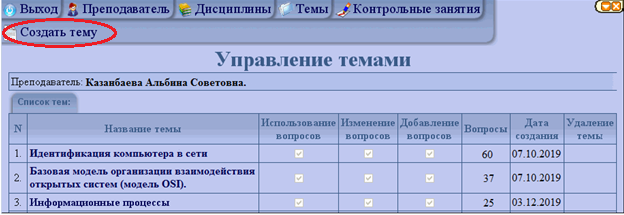 Выход Преподаватель Дисциплины Темы Контрольные занятия
Создать тему
Управление темами
Преподаватель: Казанбаева Альбина Советовна.
Список тем:
N Название темы Использование вопросов Изменение вопросов Добавление вопросов Вопросы Дата создания Удаление темы
1. Идентификация компьютера в сети 60 07.10.2019
2. Базовая модель организации взаимодействия
открытых систем (модель OSI). 37 07.10.2019
3. Информационные процессы 25 03.12.2019